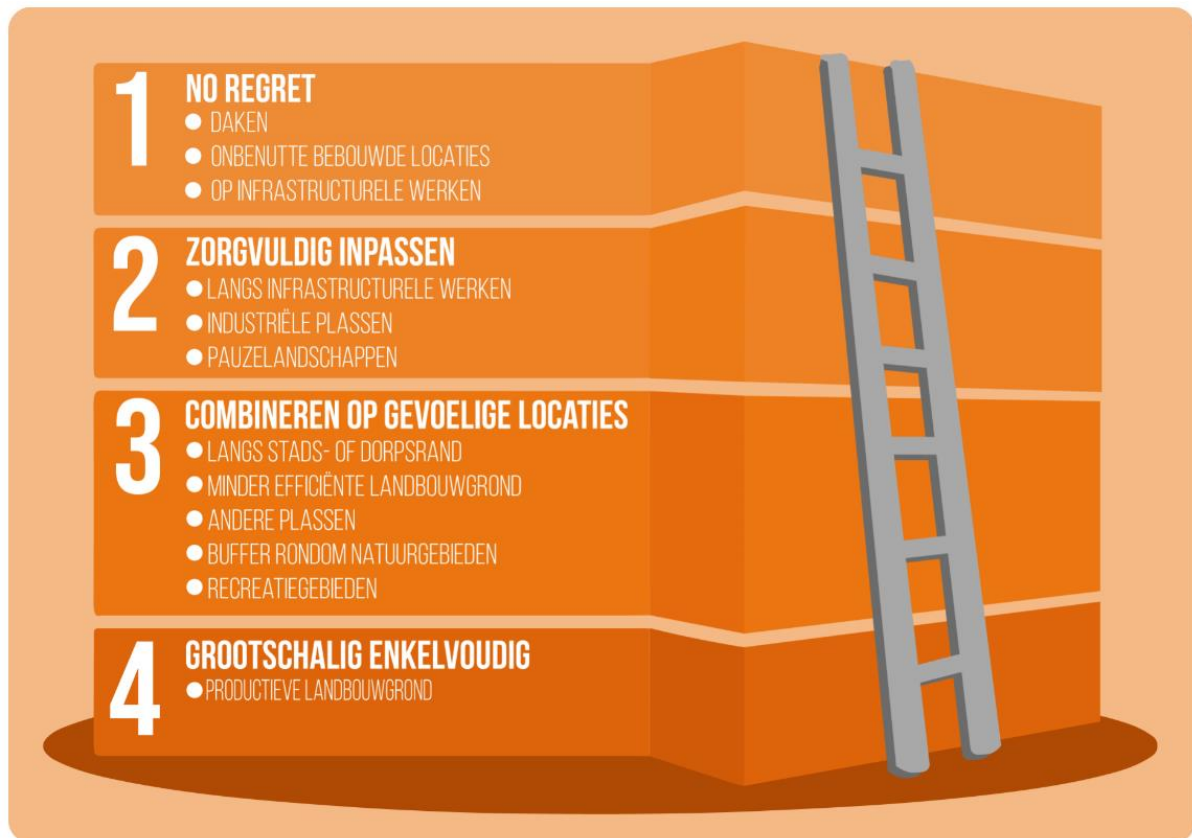 1
NO REGRET
● DAKEN
● ONBENUTTE BEBOUWDE LOCATIES
● OP INFRASTRUCTURELE WERKEN
2
ZORGVULDIG INPASSEN
● LANGS INFRASTRUCTURELE WERKEN
● INDUSTRIËLE PLASSEN
● PAUZELANDSCHAPPEN
3
COMBINEREN OP GEVOELIGE LOCATIES
● LANGS STADS- OF DORPSRAND
● MINDER EFFICIËNTE LANDBOUWGROND
● ANDERE PLASSEN
● BUFFER RONDOM NATUURGEBIEDEN
● RECREATIEGEBIEDEN
4
GROOTSCHALIG ENKELVOUDIG
● PRODUCTIEVE LANDBOUWGROND